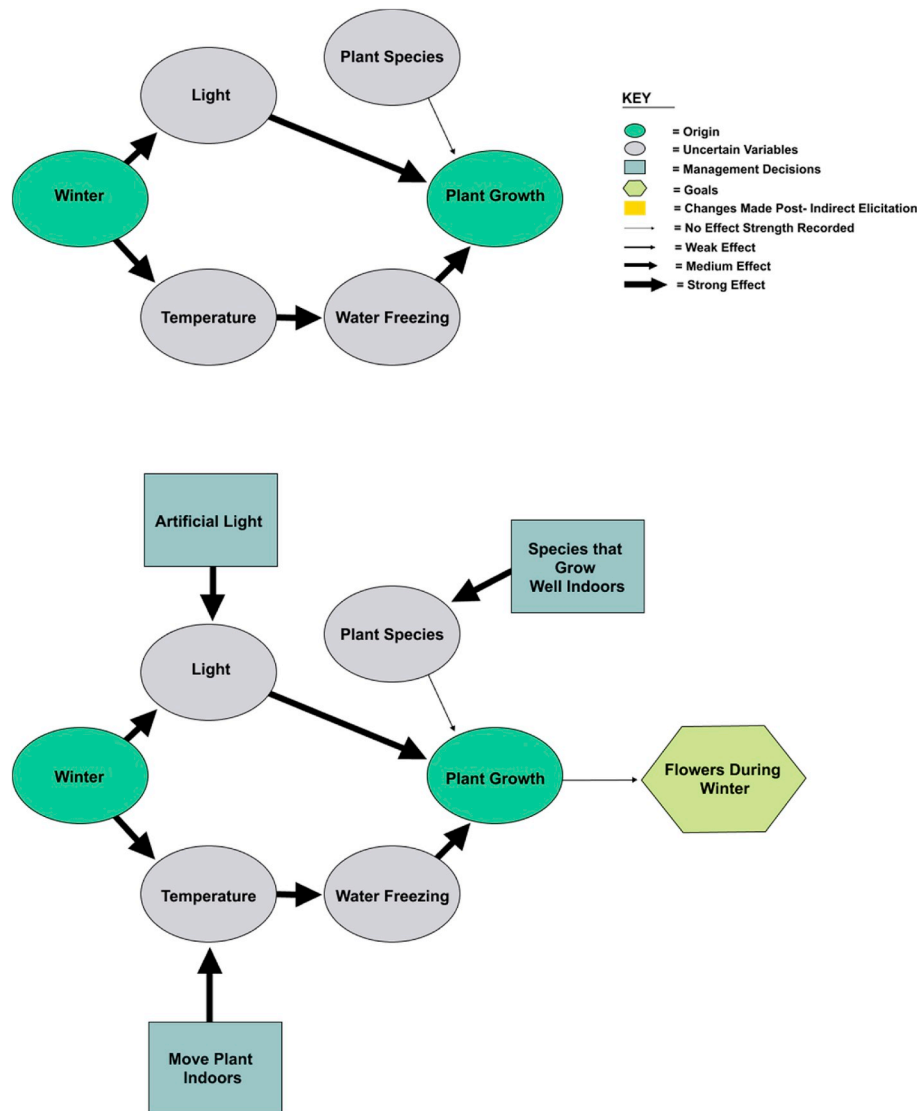 Plant Species
Light
Winter
Plant Growth
Temperature
Water Freezing
KEY
= Origin
= Uncertain Variables
= Management Decisions
= Goals
= Changes Made Post- Indirect Elicitation
= No Effect Strength Recorded
= Weak Effect
= Medium Effect
= Strong Effect
Artificial Light
Species that
Grow
Well Indoors
Plant Species
Light
Winter
Plant Growth
Flowers During
Winter
Temperature
Water Freezing
Move Plant
Indoors